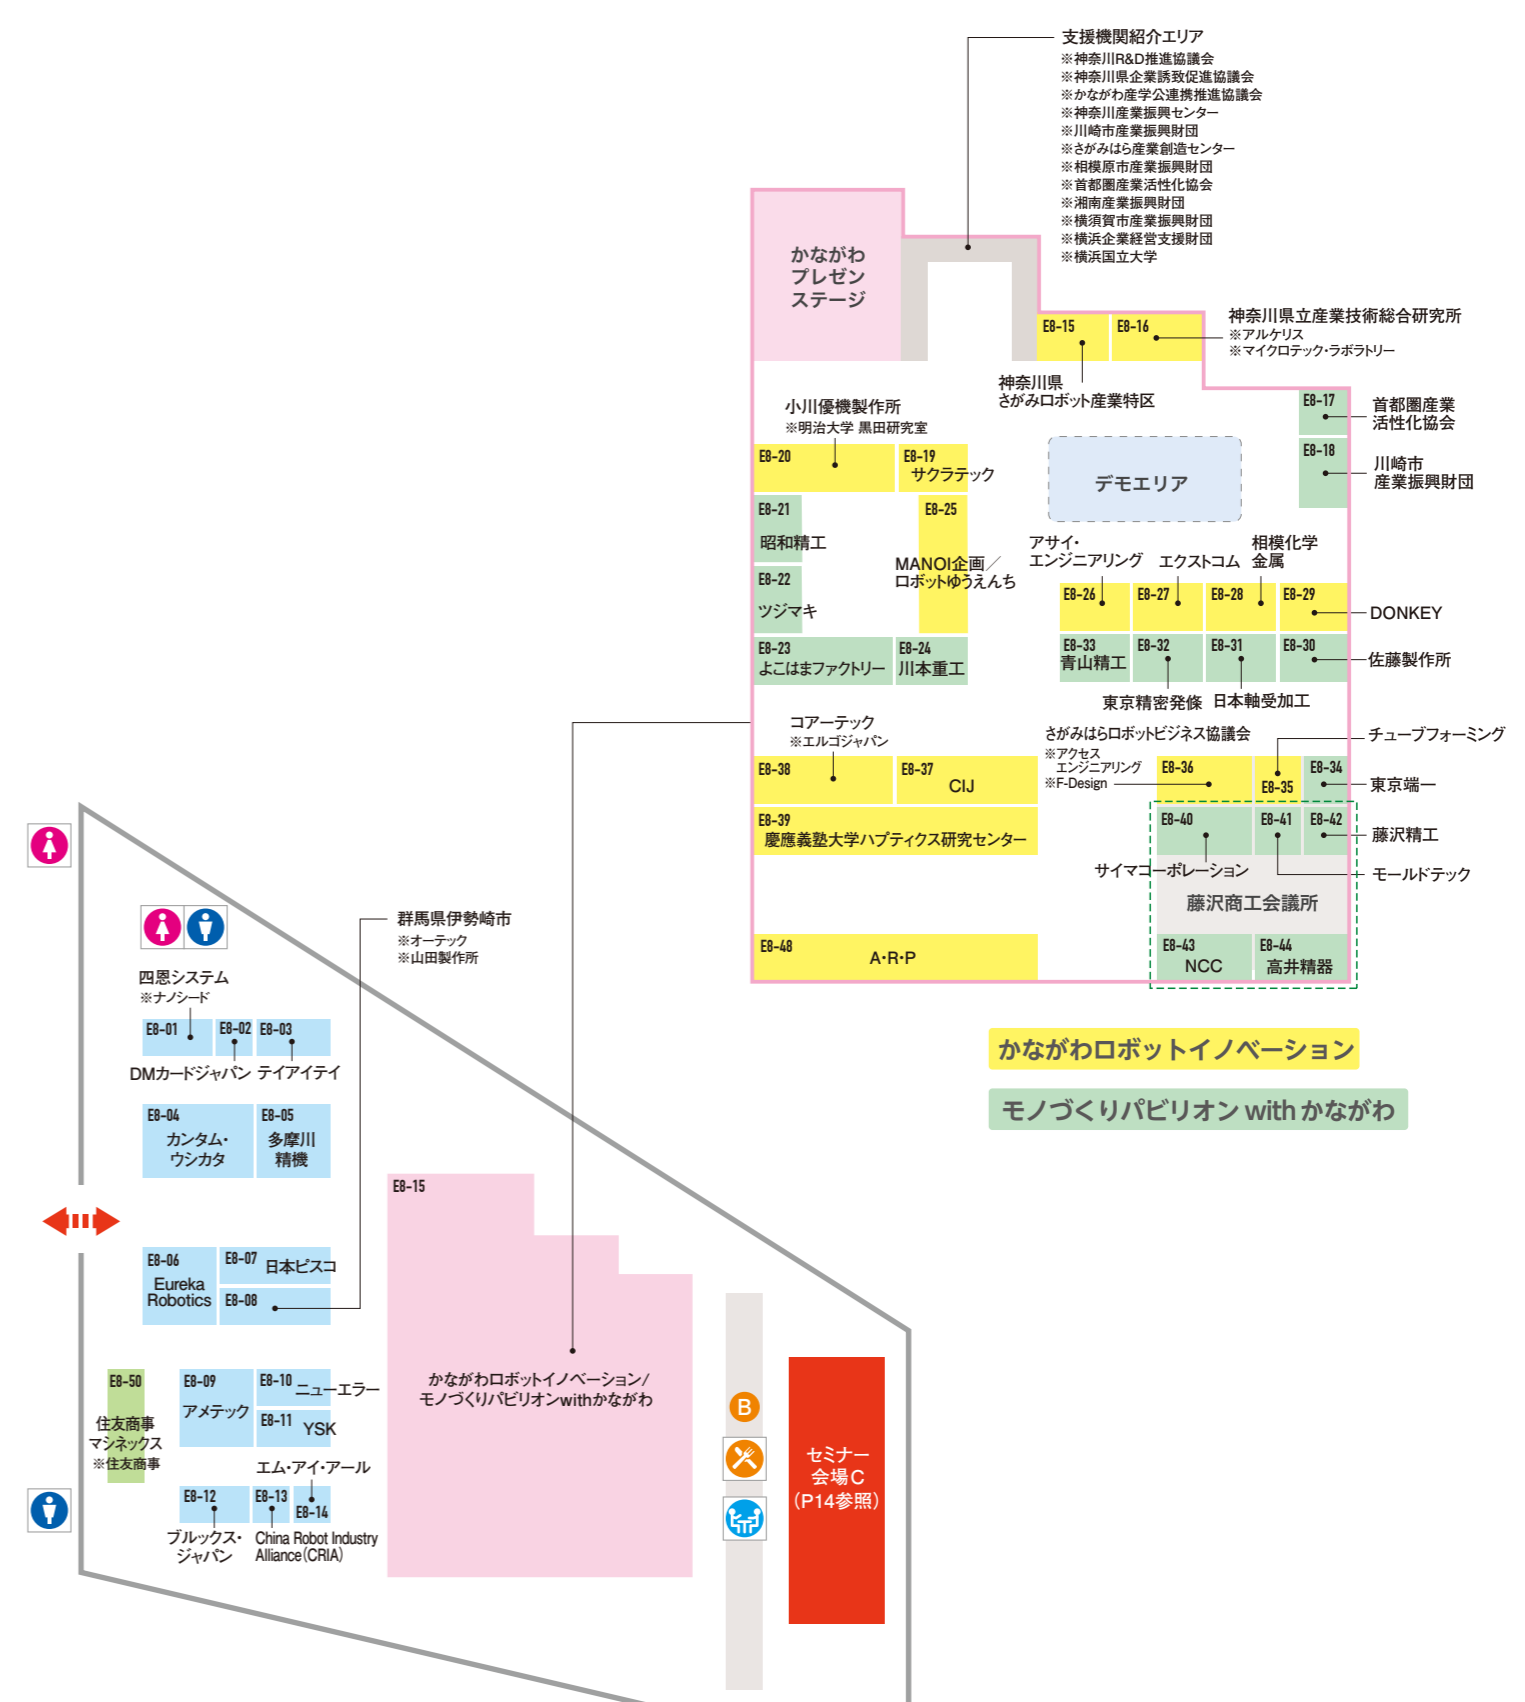 支援機関紹介エリア
※神奈川R&D推進協議会
※神奈川県企業誘致促進協議会
※かながわ産学公連携推進協議会
※神奈川産業振興センター
※川崎市産業振興財団
※さがみはら産業創造センター
※相模原市産業振興財団
※首都圏産業活性化協会
※湘南産業振興財団
※横須賀市産業振興財団
※横浜企業経営支援財団
※横浜国立大学
かながわ
プレゼン
ステージ
E8-15
神奈川県
さがみロボット産業特区
E8-16
神奈川県立産業技術総合研究所
※アルケリス
※マイクロテック・ラボラトリー
E8-17
首都圏産業
活性化協会
E8-18
川崎市
産業振興財団
小川優機製作所
※明治大学 黒田研究室
E8-20
E8-19
サクラテック
デモエリア
E8-21
昭和精工
E8-25
MANOI企画／
ロボットゆうえんち
E8-22
ツジマキ
E8-23
よこはまファクトリー
E8-24
川本重工
アサイ・
エンジニアリング
エクストコム
相模化学
金属
E8-26
E8-27
E8-28
E8-29
DONKEY
E8-33
青山精工
E8-32
E8-31
E8-30
佐藤製作所
東京精密発條
日本軸受加工
コアーテック
※エルゴジャパン
さがみはらロボットビジネス協議会
※アクセス
エンジニアリング
※F-Design
チューブフォーミング
E8-38
E8-37
CIJ
E8-36
E8-35
E8-34
東京端一
E8-39
慶應義塾大学ハプティクス研究センター
E8-40
E8-41
E8-42
藤沢精工
サイマコーポレーション
モールドテック
藤沢商工会議所
E8-48
A・R・P
E8-43
NCC
E8-44
高井精器
かながわロボットイノベーション
モノづくりパビリオン with かながわ
群馬県伊勢崎市
※オーテック
※山田製作所
四恩システム
※ナノシード
E8-01
E8-02
E8-03
DMカードジャパン
テイアイテイ
E8-04
カンタム・
ウシカタ
E8-05
多摩川
精機
E8-06
Eureka
Robotics
E8-07
日本ピスコ
E8-08
E8-15
かながわロボットイノベーション/
モノづくりパビリオンwithかながわ
E8-50
住友商事
マシネックス
※住友商事
E8-09
アメテック
E8-10
ニューエラー
E8-11
YSK
エム・アイ・アール
E8-12
E8-13
E8-14
ブルックス・
ジャパン
China Robot Industry
Alliance(CRIA)
B
セミナー
会場C
(P14参照)